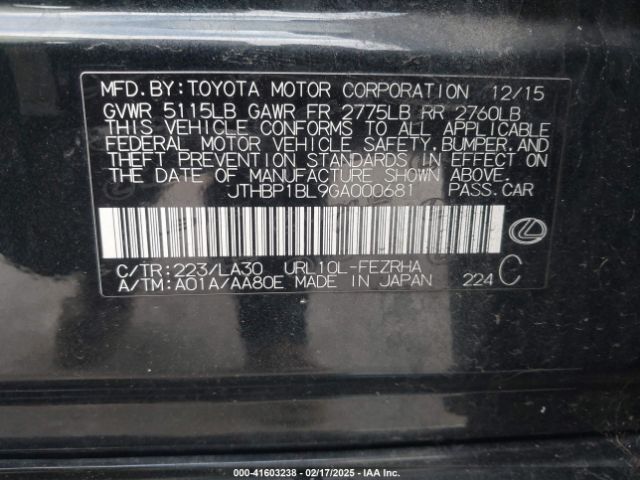 MFD.BY:TOYOTA MOTOR CORPORATION 12/15
GVWR 5115LB GAWR FR 2775LB RR 2760LB
THIS VEHICLE CONFORMS TO ALL APPLICABLE
FEDERAL MOTOR VEHICLE SAFETY,BUMPER,AND
THEFT PREVENTION STANDARDS IN EFFECT ON
THE DATE OF MANUFACTURE SHOWN ABOVE.
JTHBP1BL9GA000681 PASS.CAR
C/TR:223/LA30 URL10L-FEZRHA
A/TM:A01A/AA80E MADE IN JAPAN 224 C
000-41603238 - 02/17/2025 - IAA Inc.